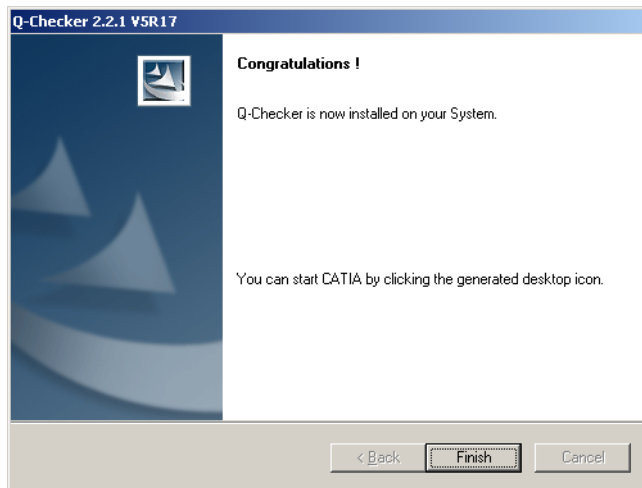 Q-Checker 2.2.1 V5R17
Congratulations !
Q-Checker is now installed on your System.
You can start CATIA by clicking the generated desktop icon.
< Back
Finish
Cancel